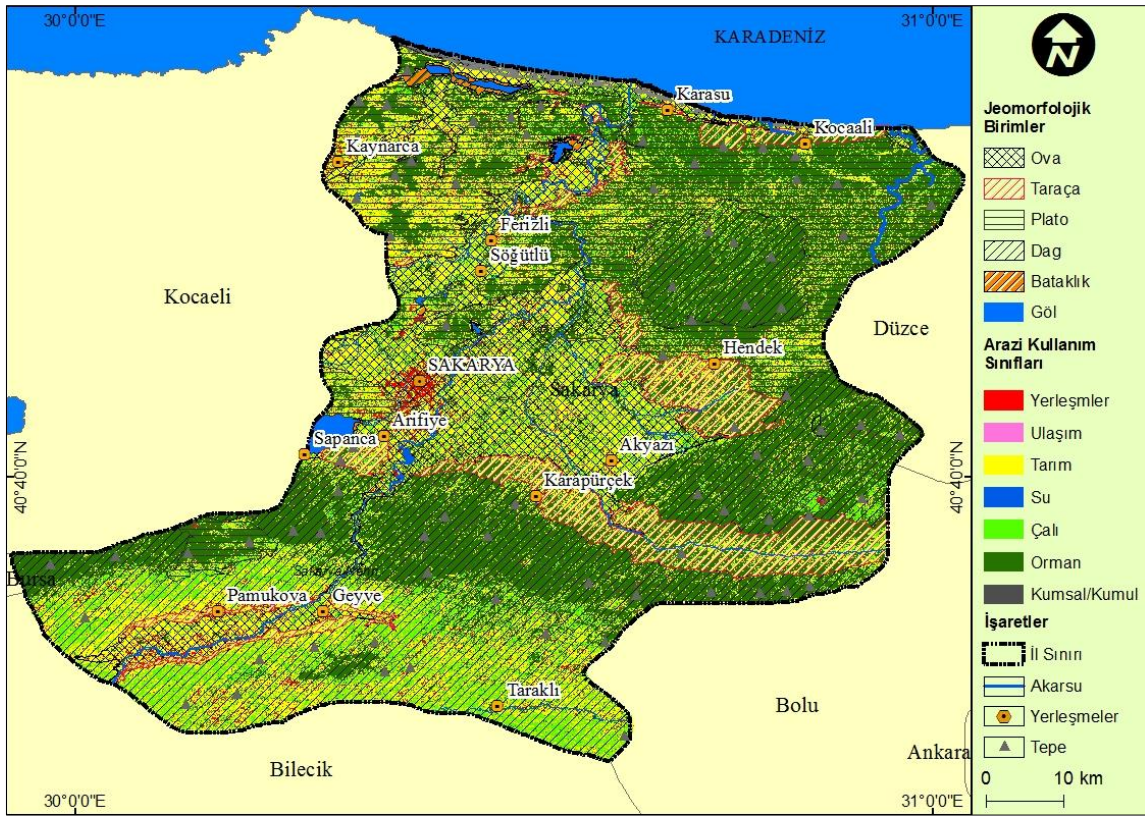 30°0'0"E
31°0'0"E
KARADENİZ
Karasu
Kocaali
Kaynarca
Ferizli
Söğütlü
Kocaeli
Düzce
Hendek
SAKARYA
Sakarya
Arifiye
Sapanca
Akyazı
40°40'0"N
40°40'0"N
Karapürçek
Bursa
Pamukova
Geyve
Taraklı
Bolu
Ankara
Bilecik
30°0'0"E
31°0'0"E
N
Jeomorfolojik
Birimler
Ova
Taraça
Plato
Dag
Bataklık
Göl
Arazi Kullanım
Sınıfları
Yerleşmler
Ulaşım
Tarım
Su
Çalı
Orman
Kumsal/Kumul
İşaretler
İl Sınırı
Akarsu
Yerleşmeler
Tepe
0 10 km